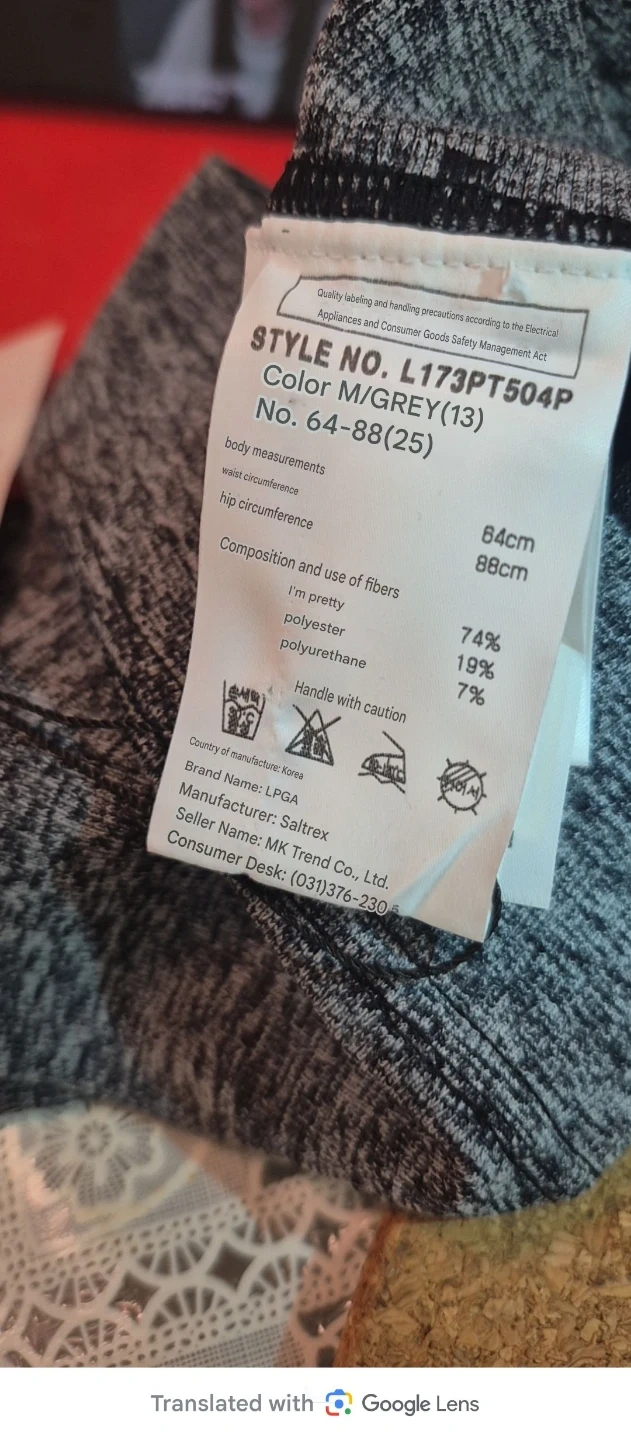 Quality labeling and handling precautions according to the Electrical
Appliances and Consumer Goods Safety Management Act
STYLE NO. L173PT504P
Color M/GREY(13)
No. 64-88(25)
body measurements
waist circumference 64cm
hip circumference 88cm
Composition and use of fibers
I'm pretty 74%
polyester 19%
polyurethane 7%
Handle with caution
손세탁
Country of manufacture: Korea
Brand Name: LPGA
Manufacturer: Saltrex
Seller Name: MK Trend Co., Ltd.
Consumer Desk: (031)376-230
Translated with Google Lens